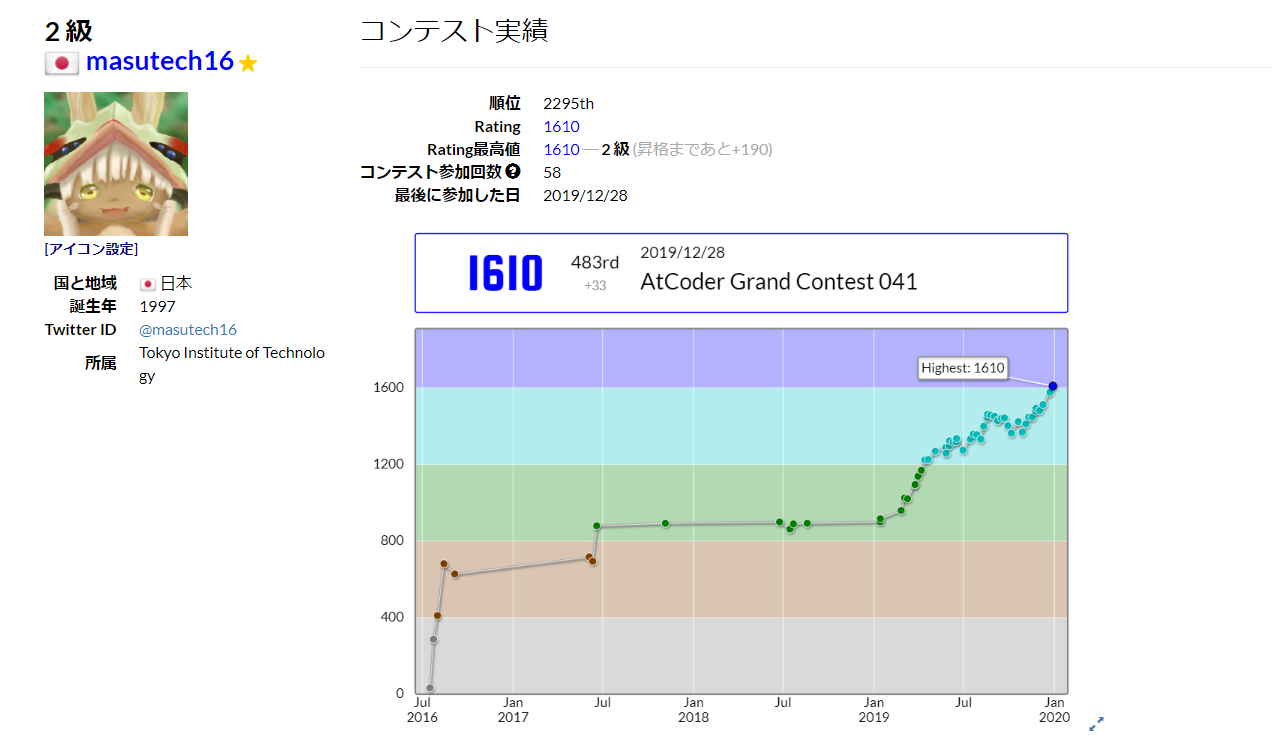 2級
masutech16
[アイコン設定]
国と地域 日本
誕生年 1997
Twitter ID @masutech16
所属 Tokyo Institute of Technolo
gy
コンテスト実績
順位 2295th
Rating 1610
Rating最高値 1610 ― 2級 (昇格まであと+190)
コンテスト参加回数 ? 58
最後に参加した日 2019/12/28
1610
483rd
+33
2019/12/28
AtCoder Grand Contest 041
Highest: 1610
1600
1200
800
400
0
Jul Jan Jul Jan Jul Jan Jul Jan
2016 2017 2018 2019 2020